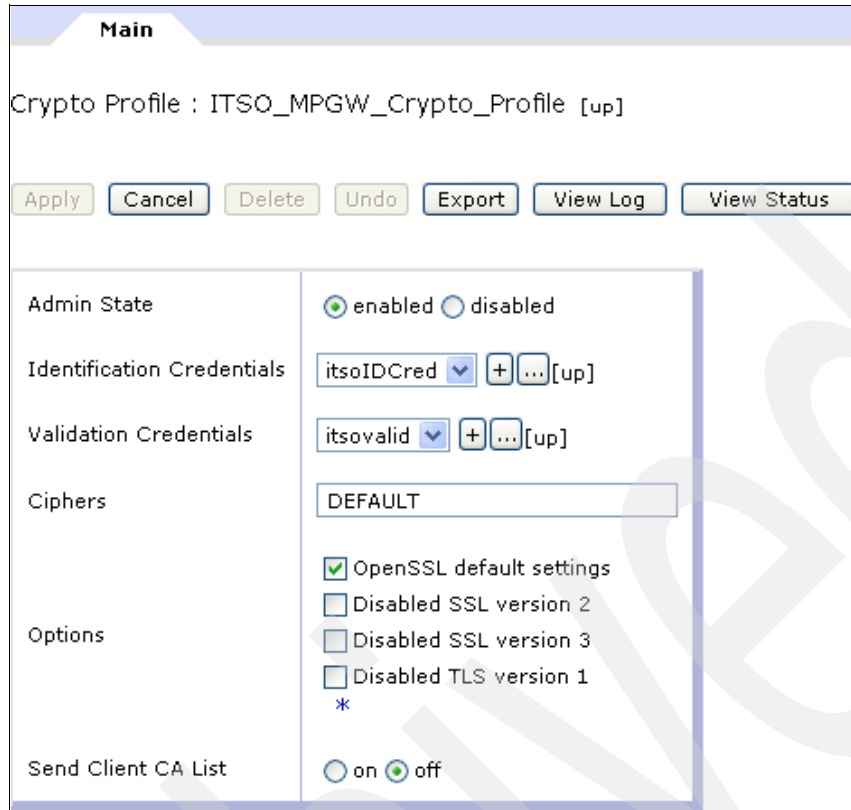 Main
Crypto Profile : ITSO_MPGW_Crypto_Profile [up]
Apply Cancel Delete Undo Export View Log View Status
Admin State enabled disabled
Identification Credentials itsoIDCred + ... [up]
Validation Credentials itsovalid + ... [up]
Ciphers DEFAULT
OpenSSL default settings
Disabled SSL version 2
Options Disabled SSL version 3
Disabled TLS version 1
*
Send Client CA List on off